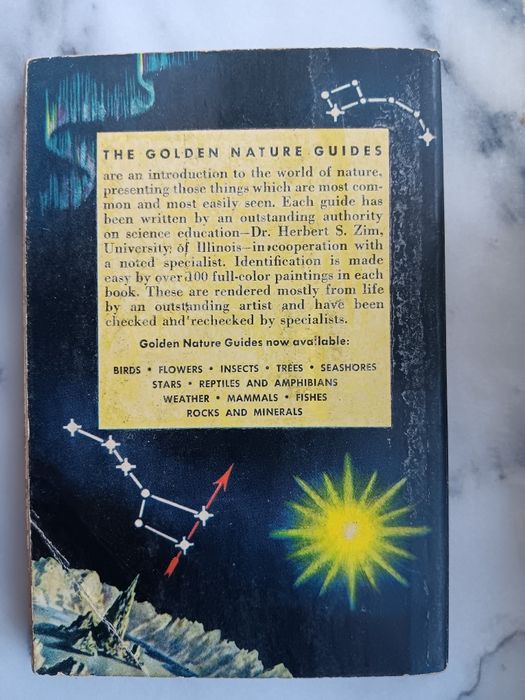 THE GOLDEN NATURE GUIDES
are an introduction to the world of nature,
presenting those things which are most com-
mon and most easily seen. Each guide has
been written by an outstanding authority
on science education—Dr. Herbert S. Zim,
University of Illinois—in cooperation with
a noted specialist. Identification is made
easy by over 100 full-color paintings in each
book. These are rendered mostly from life
by an outstanding artist and have been
checked and rechecked by specialists.
Golden Nature Guides now available:
BIRDS • FLOWERS • INSECTS • TREES • SEASHORES
STARS • REPTILES AND AMPHIBIANS
WEATHER • MAMMALS • FISHES
ROCKS AND MINERALS